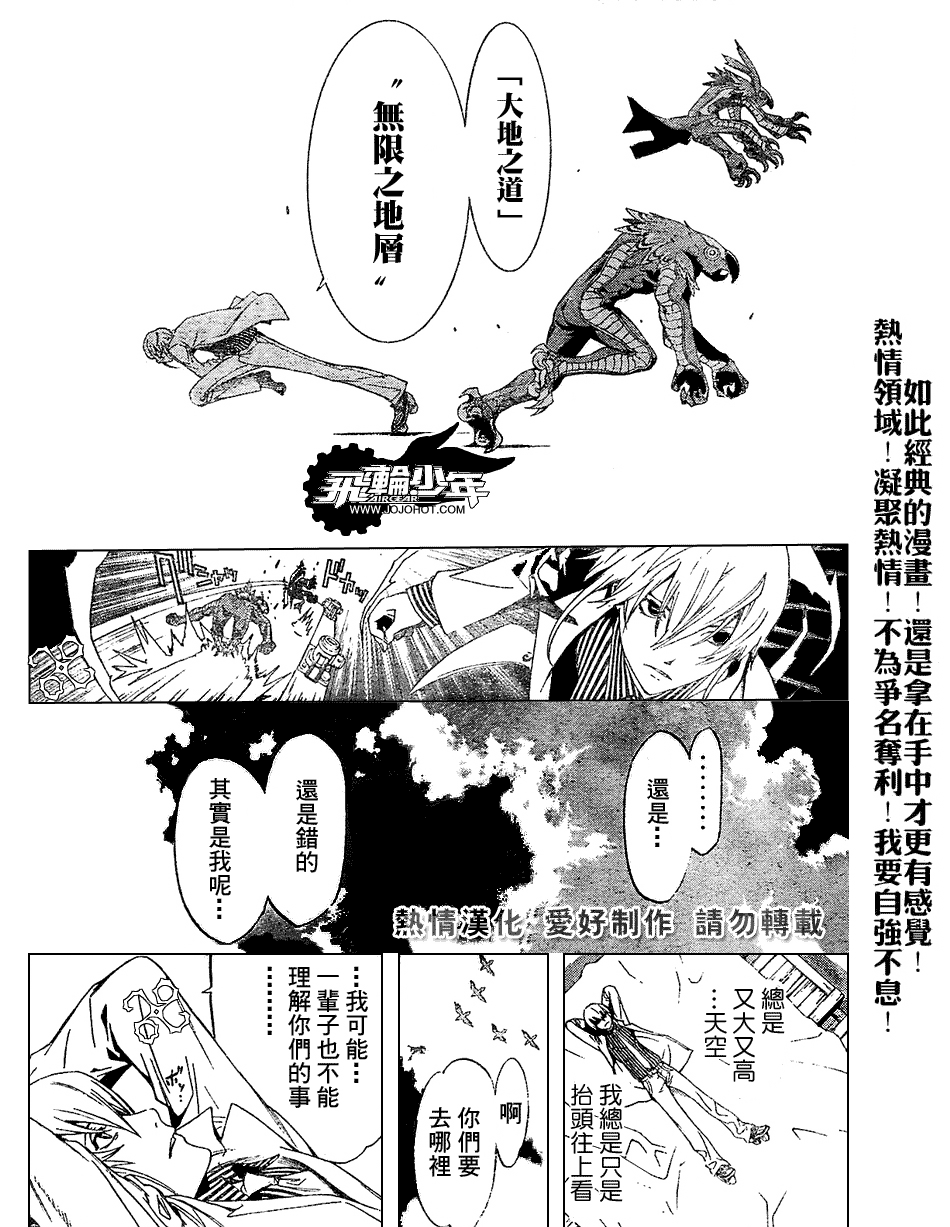 「大地之道」
〝無限之地層〞
飛輪少年
AIRGEAR
WWW.JOJOHOT.COM
如此經典的漫畫！還是拿在手中才更有感覺！
熱情領域！凝聚熱情！不為爭名奪利！我要自強不息！
………
還是…
還是錯的
其實是我呢…
熱情漢化 愛好制作 請勿轉載
總是
又大又高
…天空
我總是只是
抬頭往上看
啊
你們要
去哪裡
…我可能…
一輩子也不能
理解你們的事
………
ボッ…